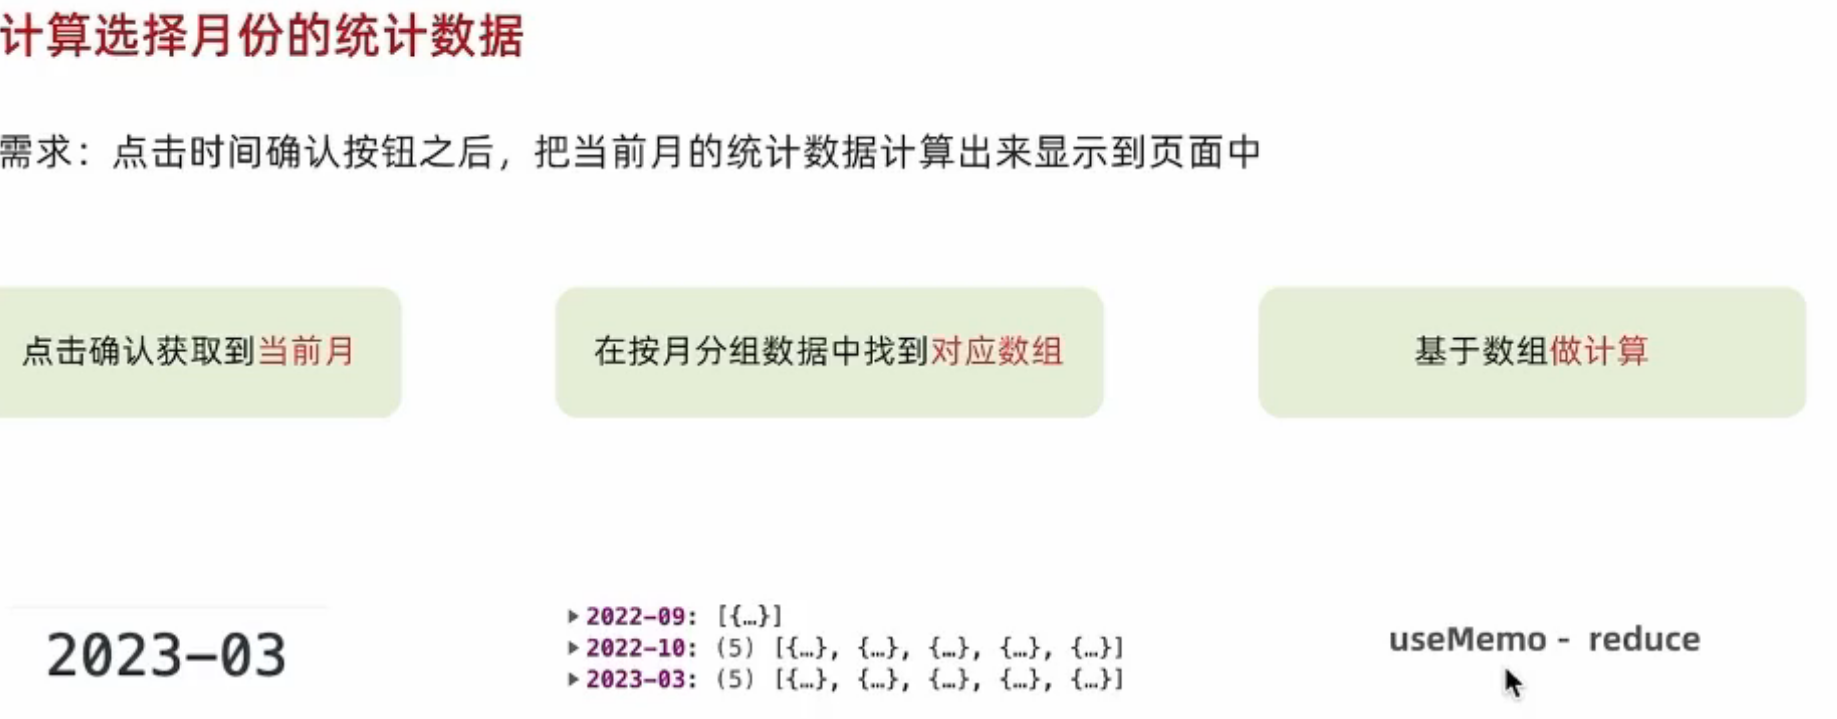 计算选择月份的统计数据
需求：点击时间确认按钮之后，把当前月的统计数据计算出来显示到页面中
点击确认获取到当前月
在按月分组数据中找到对应数组
基于数组做计算
2023-03
2022-09: [{…}]
2022-10: (5) [{…}, {…}, {…}, {…}, {…}]
2023-03: (5) [{…}, {…}, {…}, {…}, {…}]
useMemo - reduce